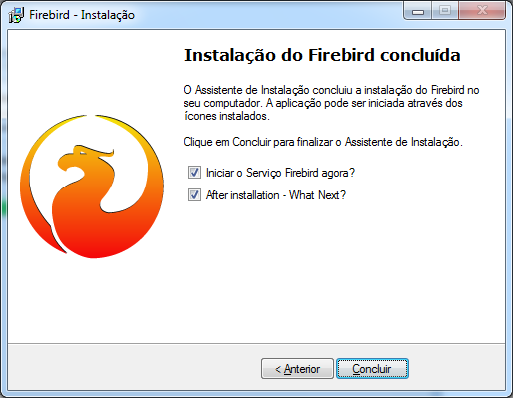 Firebird - Instalação
Instalação do Firebird concluída
O Assistente de Instalação concluiu a instalação do Firebird no
seu computador. A aplicação pode ser iniciada através dos
ícones instalados.
Clique em Concluir para finalizar o Assistente de Instalação.
Iniciar o Serviço Firebird agora?
After installation - What Next?
< Anterior
Concluir